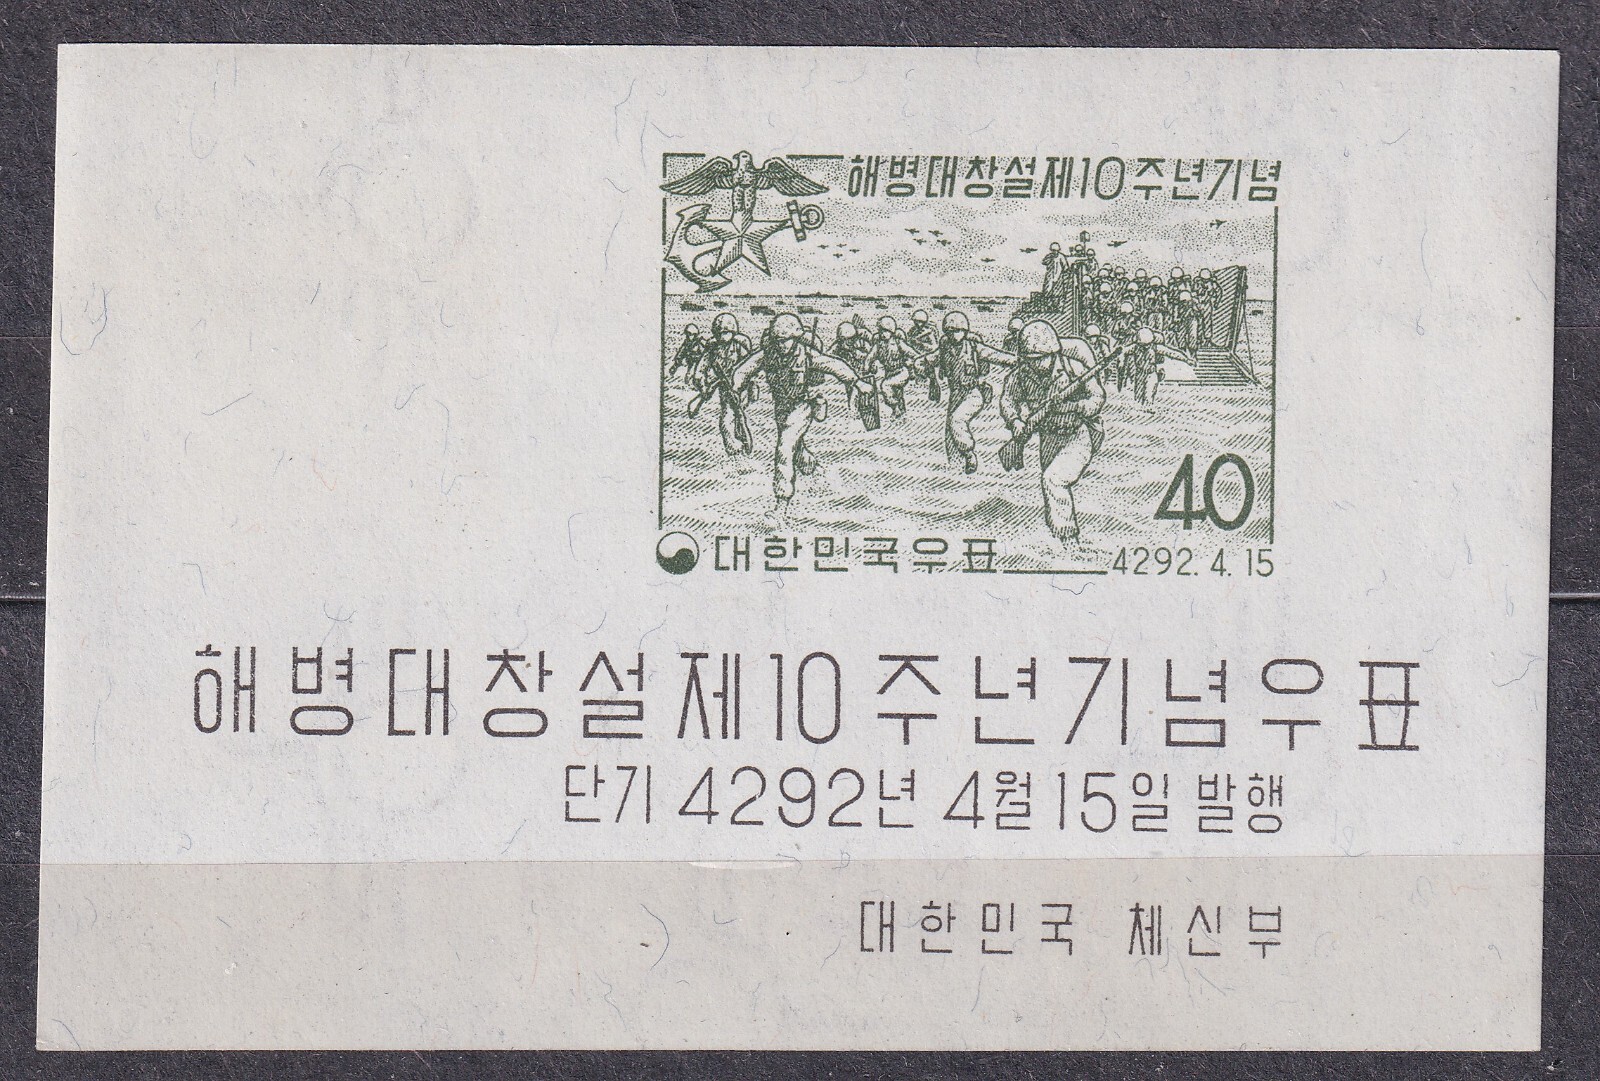 해병대창설제10주년기념
40
대한민국우표 4292.4.15
해병대창설제10주년기념우표
단기 4292년 4월 15일 발행
대한민국 체신부